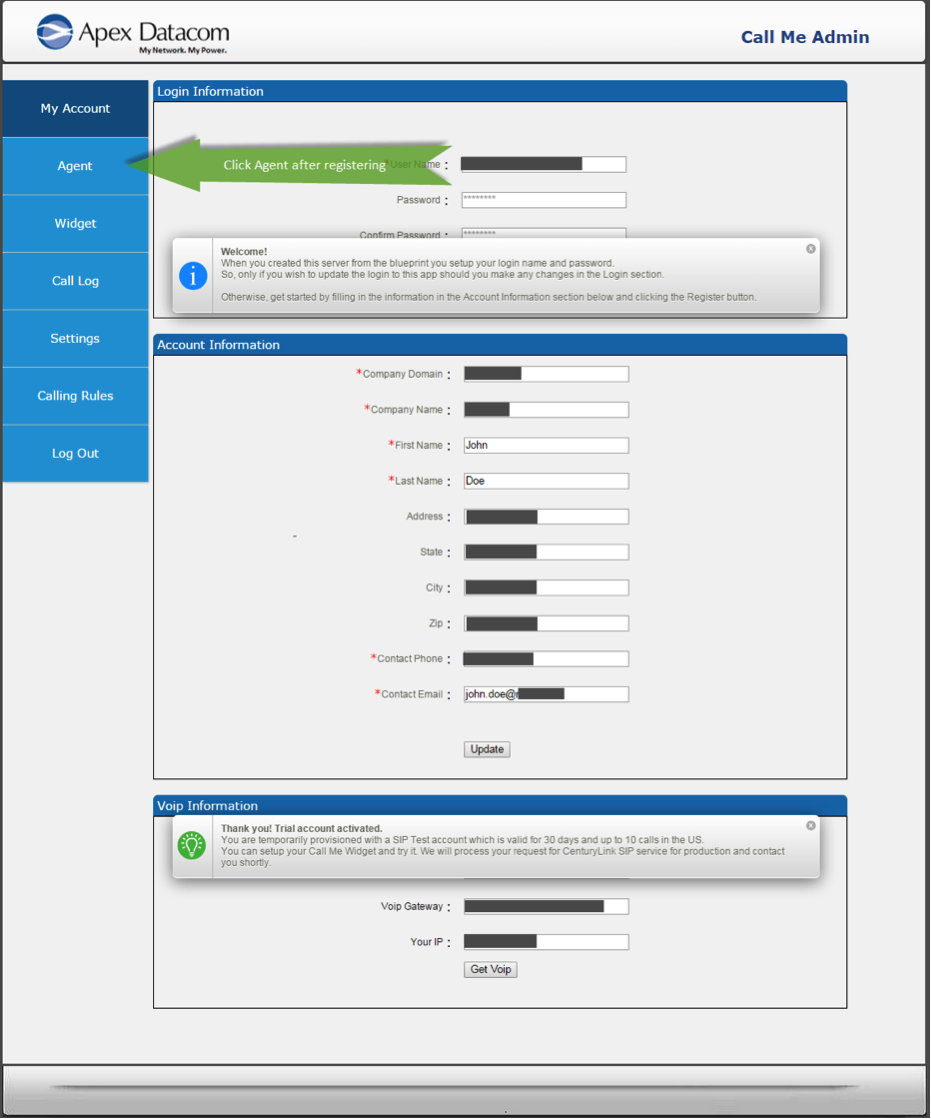 Apex Datacom
My Network. My Power.
Call Me Admin
My Account
Agent
Widget
Call Log
Settings
Calling Rules
Log Out
Login Information
Click Agent after registering
*User Name :
Password : ********
Confirm Password : ********
Welcome!
When you created this server from the blueprint you setup your login name and password.
So, only if you wish to update the login to this app should you make any changes in the Login section.
Otherwise, get started by filling in the information in the Account Information section below and clicking the Register button.
Account Information
*Company Domain :
*Company Name :
*First Name : John
*Last Name : Doe
Address :
State :
City :
Zip :
*Contact Phone :
*Contact Email : john.doe@
Update
Voip Information
Thank you! Trial account activated.
You are temporarily provisioned with a SIP Test account which is valid for 30 days and up to 10 calls in the US.
You can setup your Call Me Widget and try it. We will process your request for CenturyLink SIP service for production and contact
you shortly.
Voip Gateway :
Your IP :
Get Voip